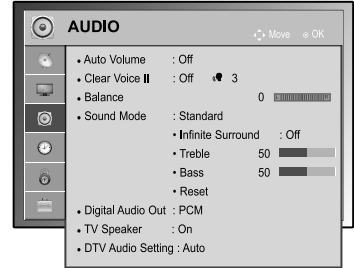 AUDIO
Move OK
• Auto Volume : Off
• Clear Voice II : Off 3
• Balance 0
• Sound Mode : Standard
• Infinite Surround : Off
• Treble 50
• Bass 50
• Reset
• Digital Audio Out : PCM
• TV Speaker : On
• DTV Audio Setting : Auto